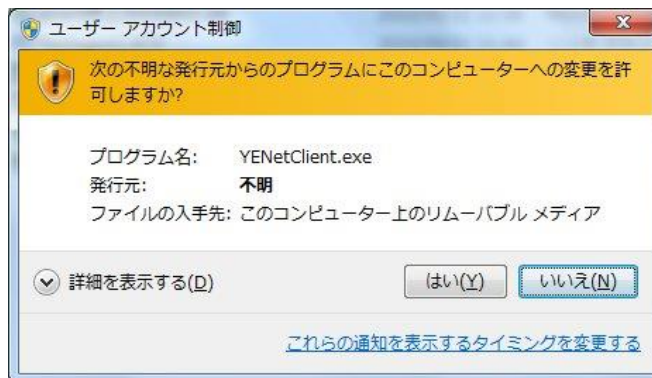 ユーザー アカウント制御
次の不明な発行元からのプログラムにこのコンピューターへの変更を許
可しますか?
プログラム名: YENetClient.exe
発行元: 不明
ファイルの入手先: このコンピューター上のリムーバブル メディア
詳細を表示する(D) はい(Y) いいえ(N)
これらの通知を表示するタイミングを変更する